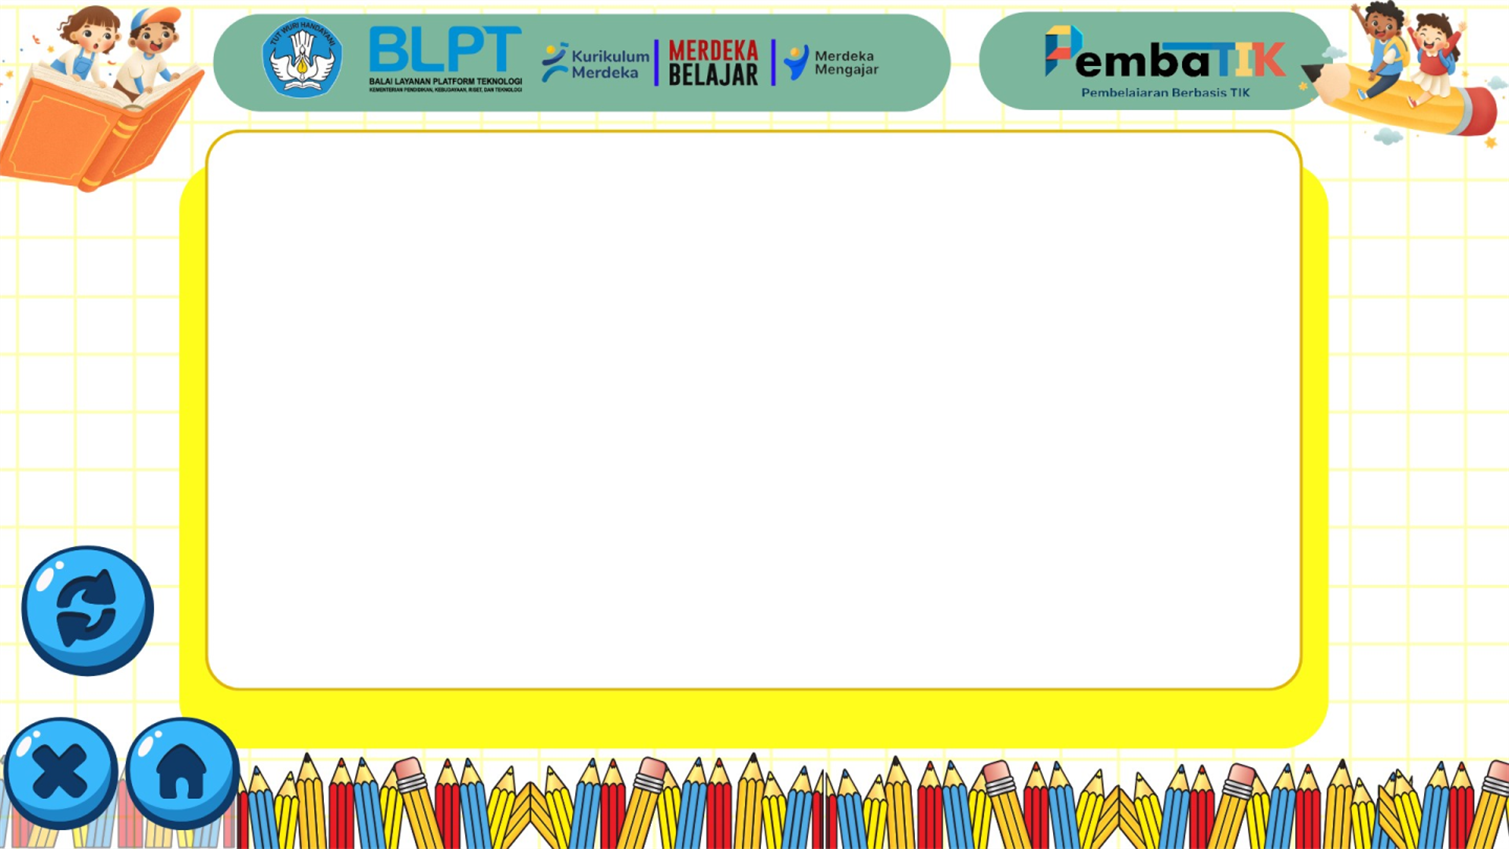 TUT WURI HANDAYANI
BLPT
BALAI LAYANAN PLATFORM TEKNOLOGI
KEMENTERIAN PENDIDIKAN, KEBUDAYAAN, RISET, DAN TEKNOLOGI
Kurikulum
Merdeka
MERDEKA
BELAJAR
Merdeka
Mengajar
PembaTIK
Pembelajaran Berbasis TIK